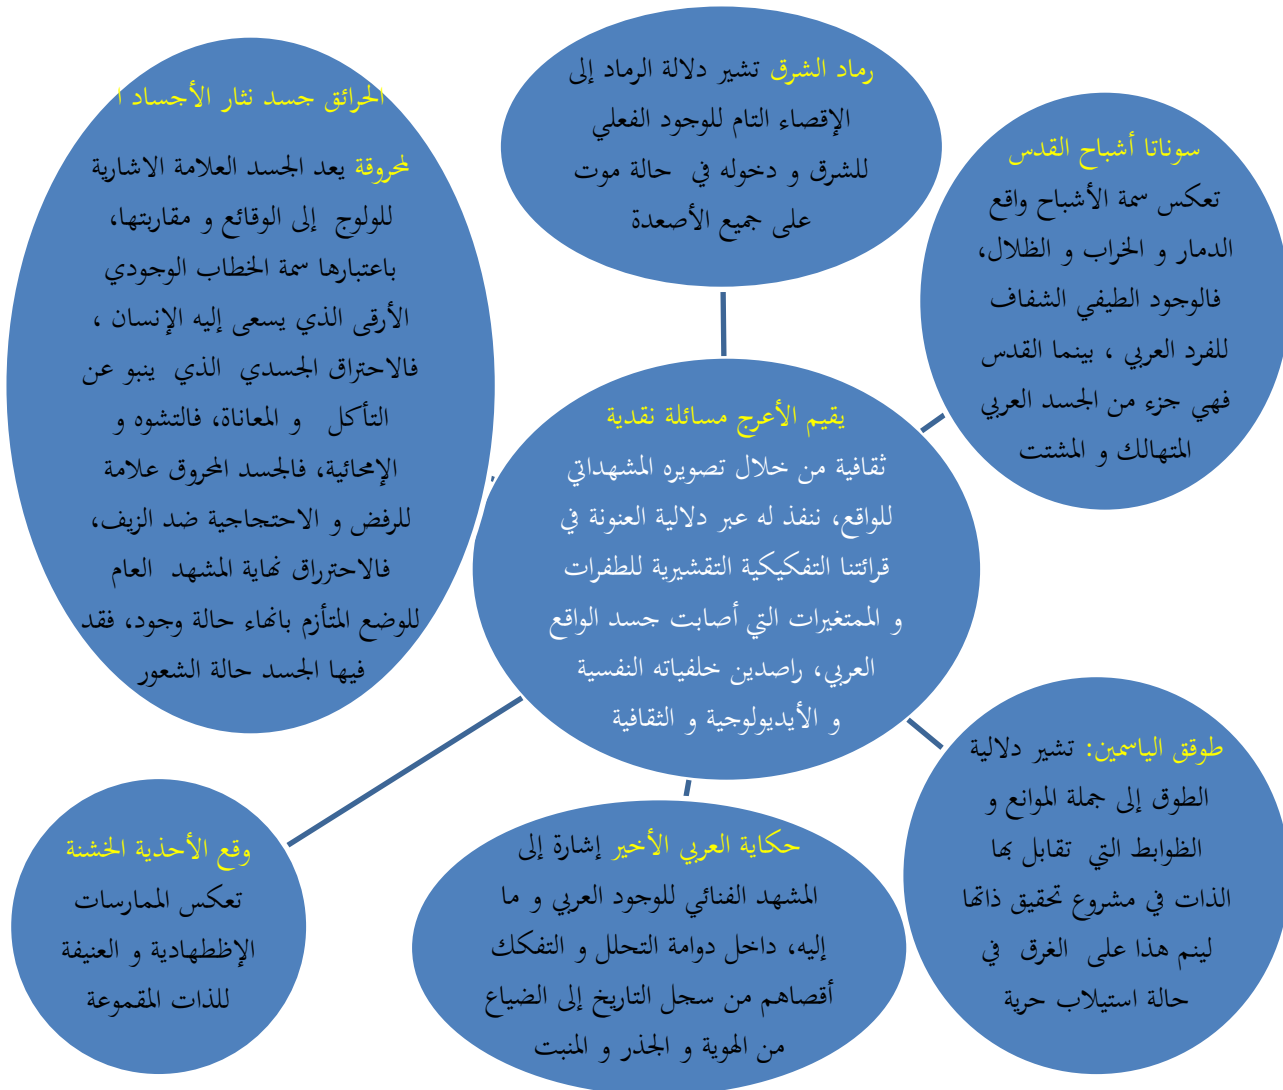 رماد الشرق تشير دلالة الرماد إلى
الإقصاء التام للوجود الفعلي
للشرق و دخوله في حالة موت
على جميع الأصعدة
سوناتا أشباح القدس
تعكس سمة الأشباح واقع
الدمار و الخراب و الظلال،
فالوجود الطيفي الشفاف
للفرد العربي ، بينما القدس
فهي جزء من الجسد العربي
المتهالك و المشتت
الحرائق جسد نثار الأجساد ا
لمحروقة يعد الجسد العلامة الاشارية
للولوج إلى الوقائع و مقاربتها،
باعتبارها سمة الخطاب الوجودي
الأرقى الذي يسعى إليه الإنسان ،
فالاحتراق الجسدي الذي ينبو عن
التأكل و المعاناة، فالتشوه و
الإمحائية، فالجسد المحروق علامة
للرفض و الاحتجاجية ضد الزيف،
فالاحترراق نهاية المشهد العام
للوضع المتأزم بانهاء حالة وجود، فقد
فيها الجسد حالة الشعور
يقيم الأعرج مسائلة نقدية
ثقافية من خلال تصويره المشهداتي
للواقع، ننفذ له عبر دلالية العنونة في
قرائتنا التفكيكية التقشيرية للطفرات
و الممتغيرات التي أصابت جسد الواقع
العربي، راصدين خلفياته النفسية
و الأيديولوجية و الثقافية
طوقق الياسمين: تشير دلالية
الطوق إلى جملة الموانع و
الظوابط التي تقابل بها
الذات في مشروع تحقيق ذاتها
لينم هذا على الغرق في
حالة استيلاب حرية
حكاية العربي الأخير إشارة إلى
المشهد الفنائي للوجود العربي و ما
إليه، داخل دوامة التحلل و التفكك
أقصاهم من سجل التاريخ إلى الضياع
من الهوية و الجذر و المنبت
وقع الأحذية الخشنة
تعكس الممارسات
الإظطهادية و العنيفة
للذات المقموعة